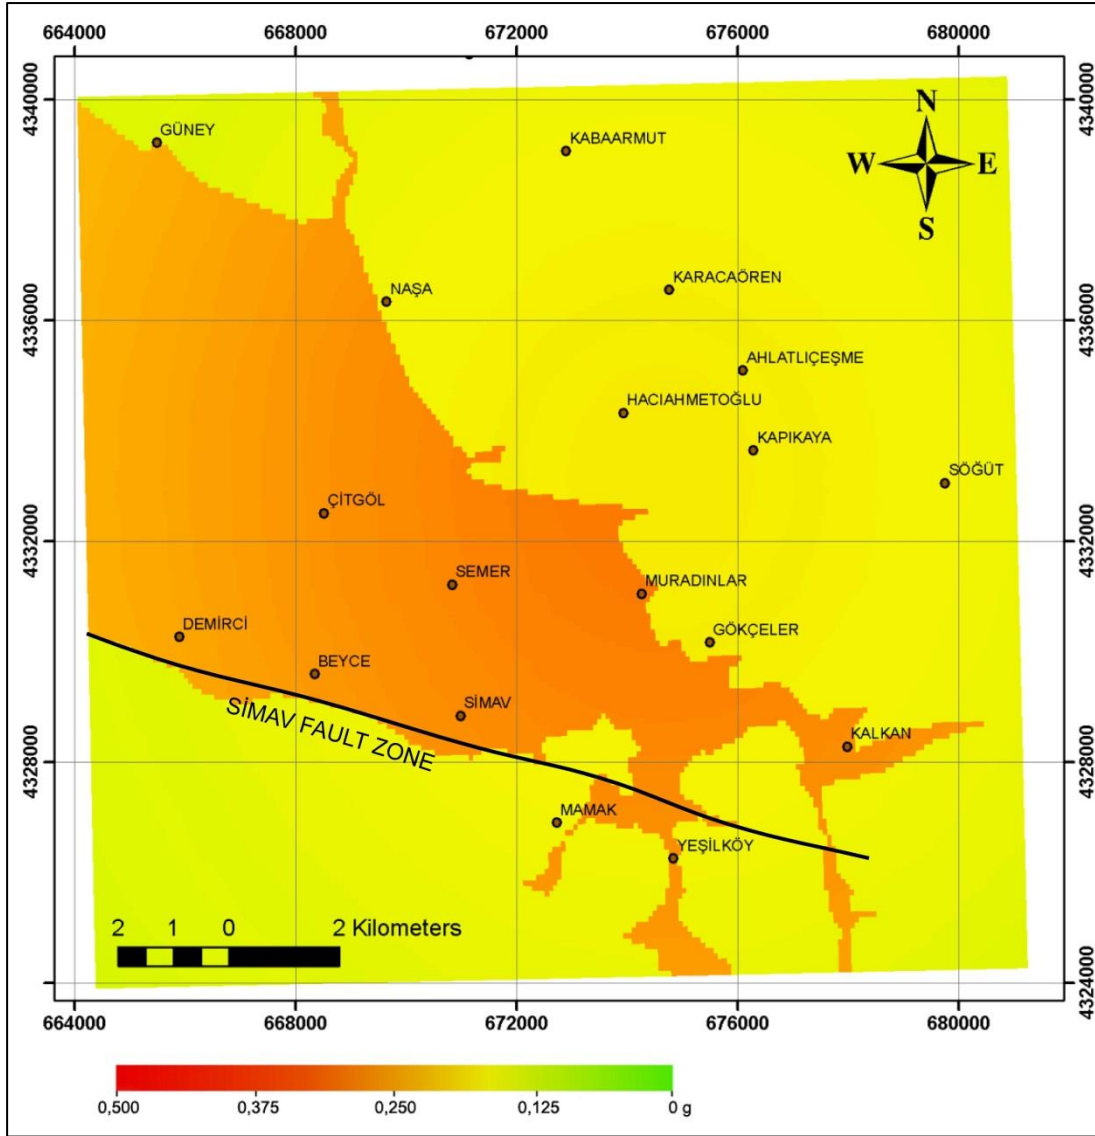 664000 668000 672000 676000 680000
4340000 4340000
N
GÜNEY
KABAARMUT
W E
S
KARACAÖREN
NAŞA
4336000 4336000
AHLATLIÇEŞME
HACIAHMETOĞLU
KAPIKAYA
SÖĞÜT
ÇİTGÖL
4332000 4332000
SEMER
MURADINLAR
DEMİRCİ
GÖKÇELER
BEYCE
SİMAV
SİMAV FAULT ZONE
KALKAN
4328000 4328000
MAMAK
YEŞİLKÖY
2 1 0 2 Kilometers
4324000 4324000
664000 668000 672000 676000 680000
0,500 0,375 0,250 0,125 0 g